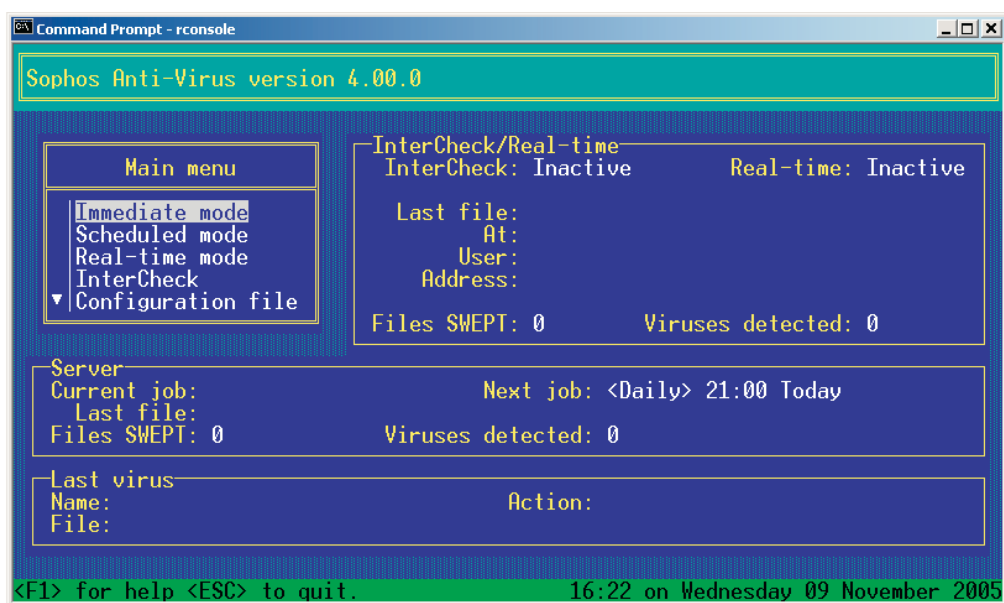 Command Prompt - rconsole
Sophos Anti-Virus version 4.00.0
Main menu
Immediate mode
Scheduled mode
Real-time mode
InterCheck
▼ Configuration file
InterCheck/Real-time
InterCheck: Inactive Real-time: Inactive
Last file:
At:
User:
Address:
Files SWEPT: 0 Viruses detected: 0
Server
Current job: Next job: <Daily> 21:00 Today
Last file:
Files SWEPT: 0 Viruses detected: 0
Last virus
Name: Action:
File:
<F1> for help <ESC> to quit. 16:22 on Wednesday 09 November 2005